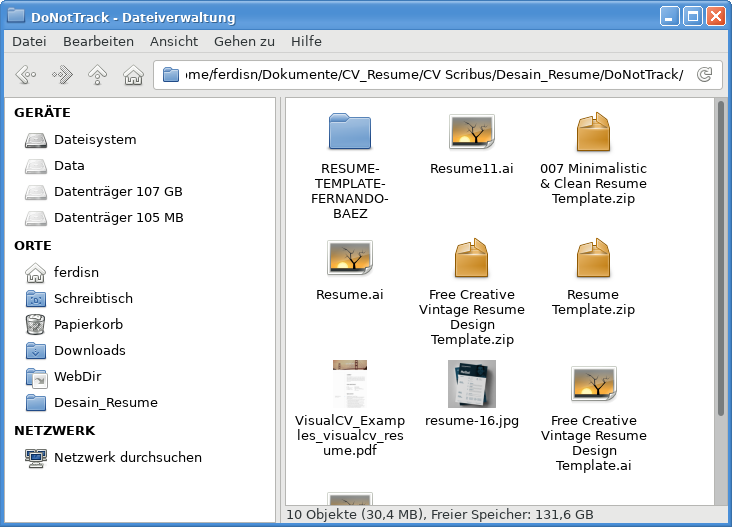 DoNotTrack - Dateiverwaltung
Datei Bearbeiten Ansicht Gehen zu Hilfe
ome/ferdisn/Dokumente/CV_Resume/CV Scribus/Desain_Resume/DoNotTrack/
GERÄTE
Dateisystem
Data
Datenträger 107 GB
Datenträger 105 MB
ORTE
ferdisn
Schreibtisch
Papierkorb
Downloads
WebDir
Desain_Resume
NETZWERK
Netzwerk durchsuchen
RESUME-
TEMPLATE-
FERNANDO-
BAEZ
Resume11.ai
007 Minimalistic
& Clean Resume
Template.zip
Resume.ai
Free Creative
Vintage Resume
Design
Template.zip
Resume
Template.zip
VisualCV_Examp
les_visualcv_res
ume.pdf
resume-16.jpg
Free Creative
Vintage Resume
Design
Template.ai
10 Objekte (30,4 MB), Freier Speicher: 131,6 GB